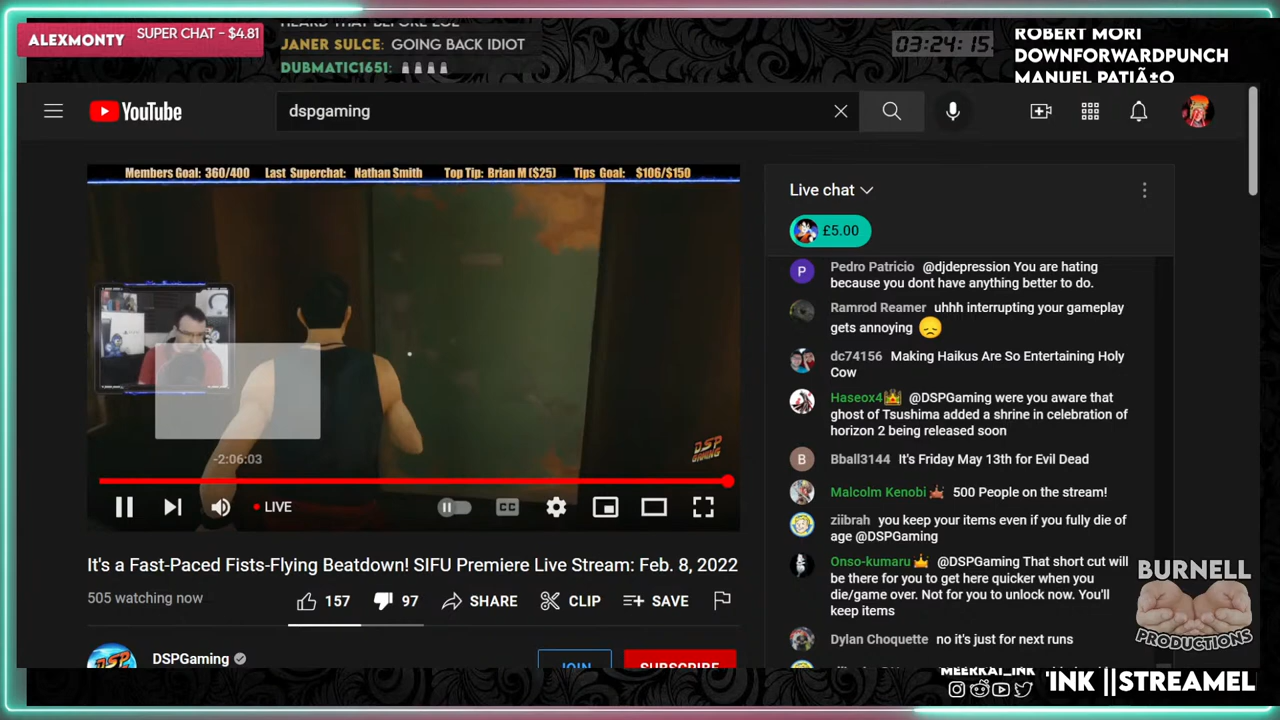 ALEXMONTY SUPER CHAT - $4.81
HEARD THAT BEFORE LOL
JANER SULCE: GOING BACK IDIOT
DUBMATIC1651:
03:24:15
ROBERT MORI
DOWNFORWARDPUNCH
MANUEL PATIÃ±O
YouTube
dspgaming
Members Goal: 360/400 Last Superchat: Nathan Smith Top Tip: Brian M ($25) Tips Goal: $106/$150
DSP
GAMING
-2:06:03
LIVE
CC
It's a Fast-Paced Fists-Flying Beatdown! SIFU Premiere Live Stream: Feb. 8, 2022
505 watching now
157 97 SHARE CLIP SAVE
DSP
DSPGaming
JOIN
SUBSCRIBE
Live chat
£5.00
P
Pedro Patricio @djdepression You are hating
because you dont have anything better to do.
Ramrod Reamer uhhh interrupting your gameplay
gets annoying
dc74156 Making Haikus Are So Entertaining Holy
Cow
Haseox4 @DSPGaming were you aware that
ghost of Tsushima added a shrine in celebration of
horizon 2 being released soon
B
Bball3144 It's Friday May 13th for Evil Dead
Malcolm Kenobi 500 People on the stream!
ziibrah you keep your items even if you fully die of
age @DSPGaming
Onso-kumaru @DSPGaming That short cut will
be there for you to get here quicker when you
die/game over. Not for you to unlock now. You'll
keep items
Dylan Choquette no it's just for next runs
BURNELL
PRODUCTIONS
MEERKAT_INK
'INK ||STREAMEL